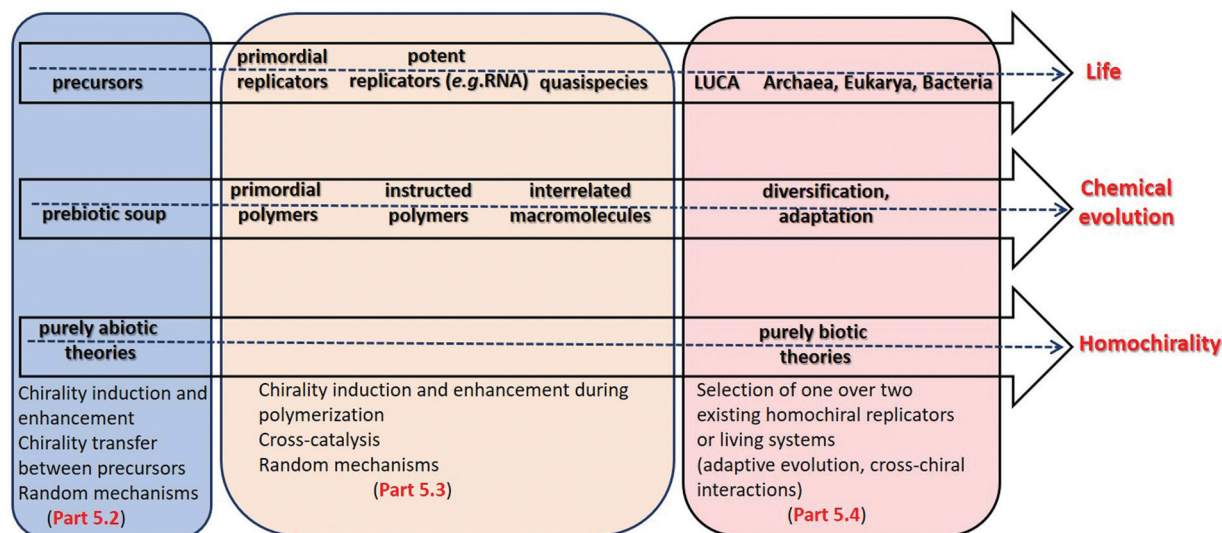 precursors
primordial
replicators
potent
replicators (e.g.RNA)
quasispecies
LUCA
Archaea, Eukarya, Bacteria
Life
prebiotic soup
primordial
polymers
instructed
polymers
interrelated
macromolecules
diversification,
adaptation
Chemical
evolution
purely abiotic
theories
purely biotic
theories
Homochirality
Chirality induction and
enhancement
Chirality transfer
between precursors
Random mechanisms
(Part 5.2)
Chirality induction and enhancement during
polymerization
Cross-catalysis
Random mechanisms
(Part 5.3)
Selection of one over two
existing homochiral replicators
or living systems
(adaptive evolution, cross-chiral
interactions)
(Part 5.4)